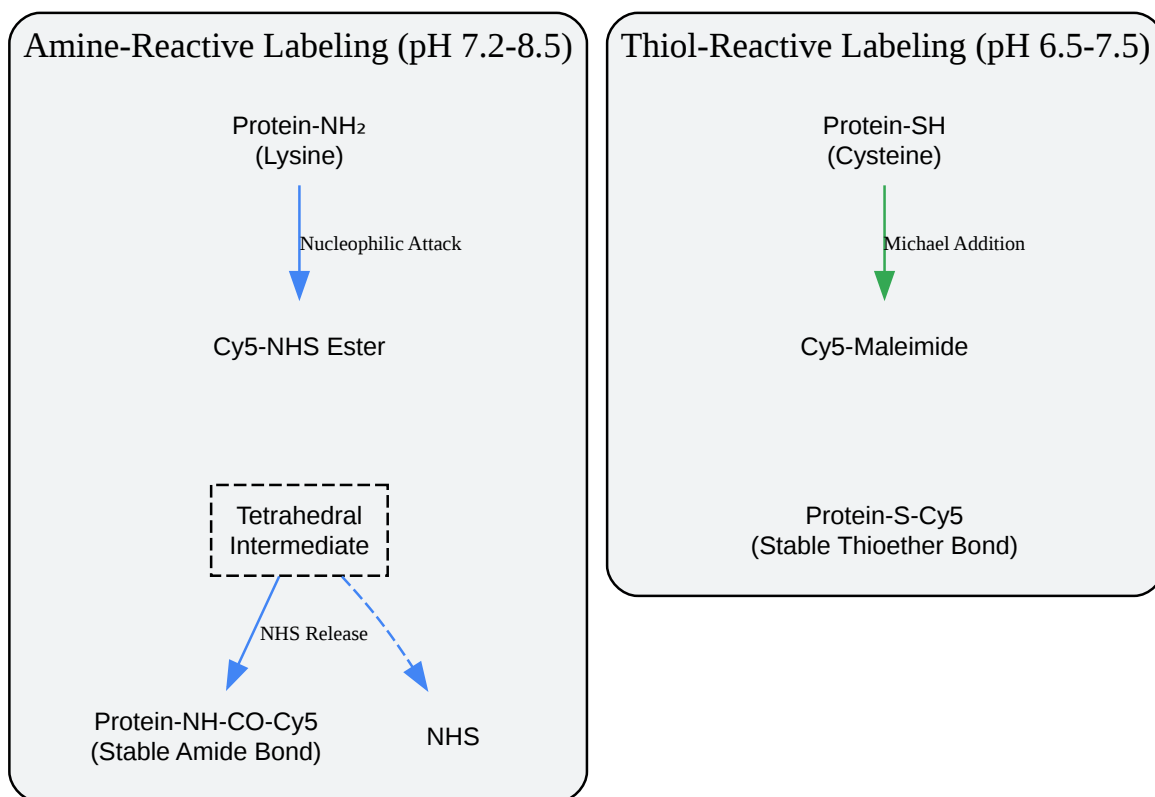 Amine-Reactive Labeling (pH 7.2-8.5)
Protein-NH₂
(Lysine)
Nucleophilic Attack
Cy5-NHS Ester
Tetrahedral
Intermediate
NHS Release
Protein-NH-CO-Cy5
(Stable Amide Bond)
NHS
Thiol-Reactive Labeling (pH 6.5-7.5)
Protein-SH
(Cysteine)
Michael Addition
Cy5-Maleimide
Protein-S-Cy5
(Stable Thioether Bond)